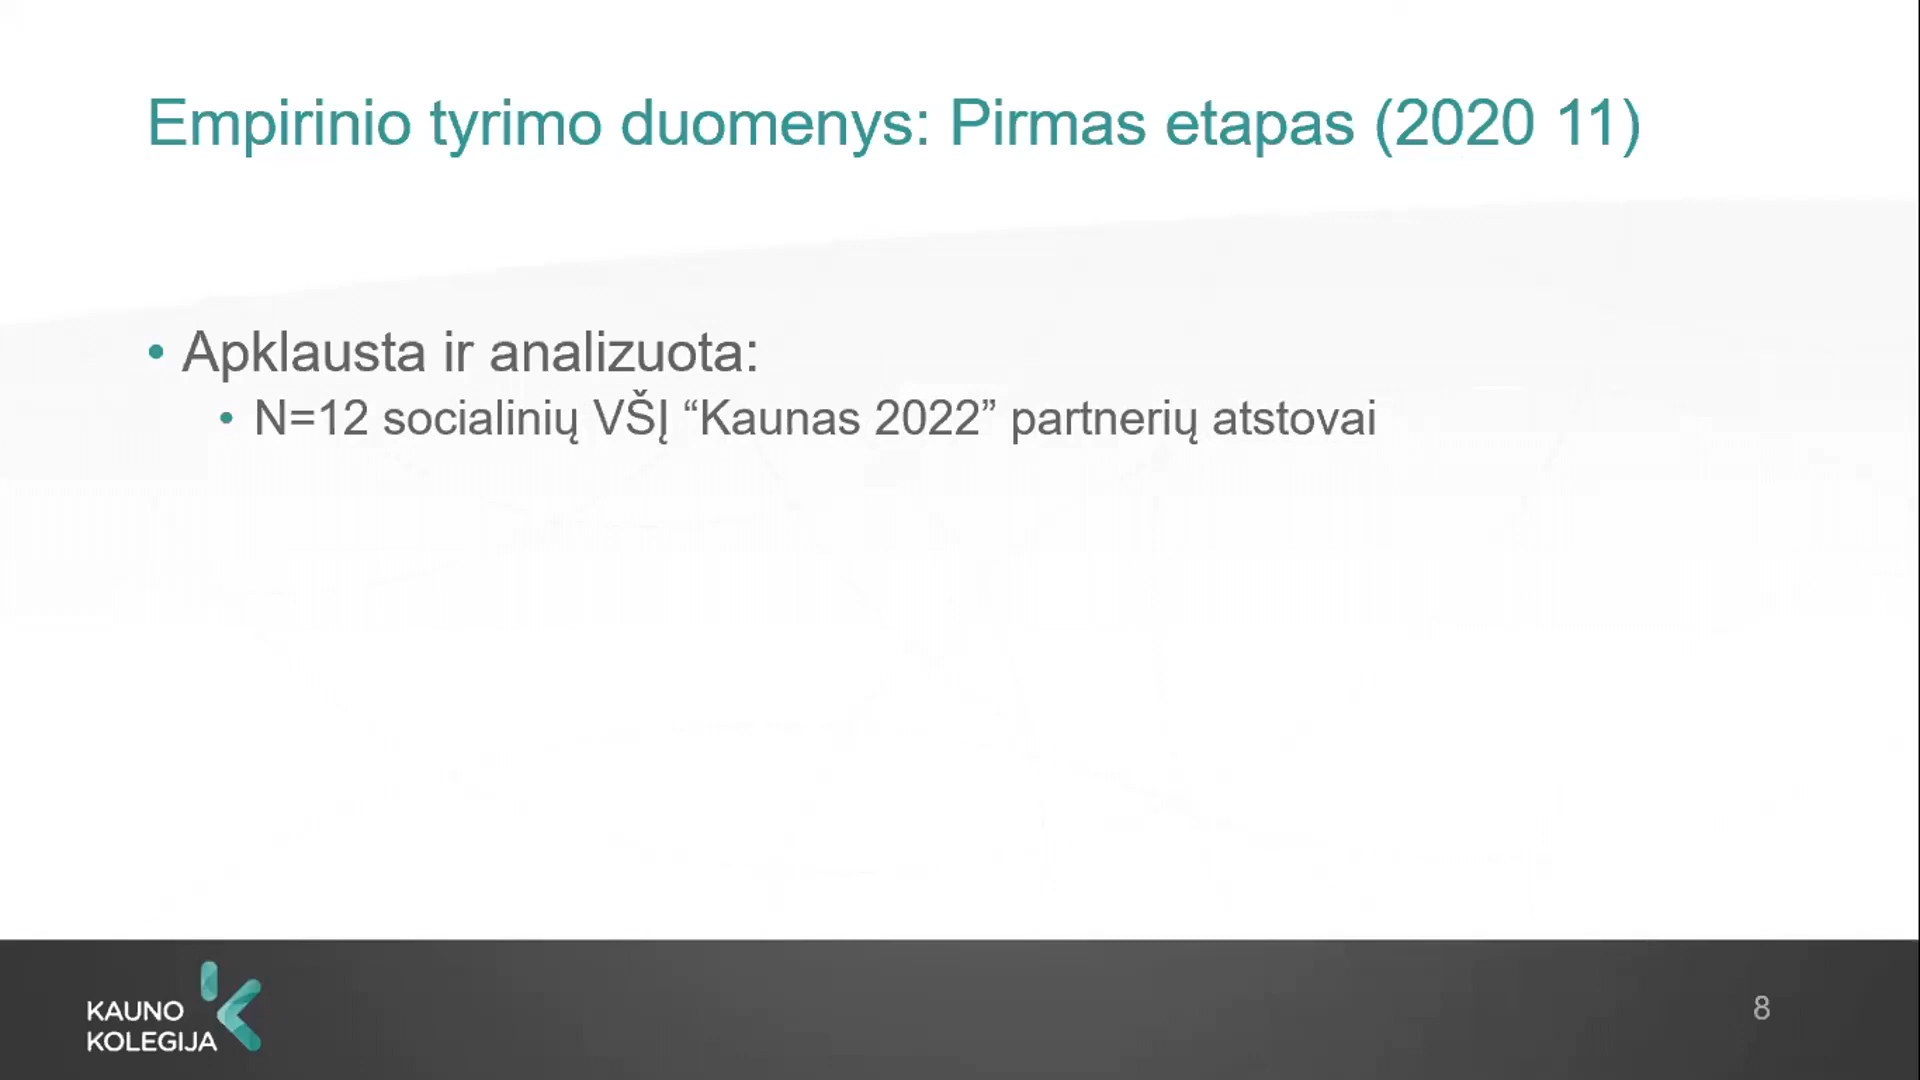 Empirinio tyrimo duomenys: Pirmas etapas (2020 11)
• Apklausta ir analizuota:
• N=12 socialinių VŠĮ “Kaunas 2022” partnerių atstovai
KAUNO
KOLEGIJA
8